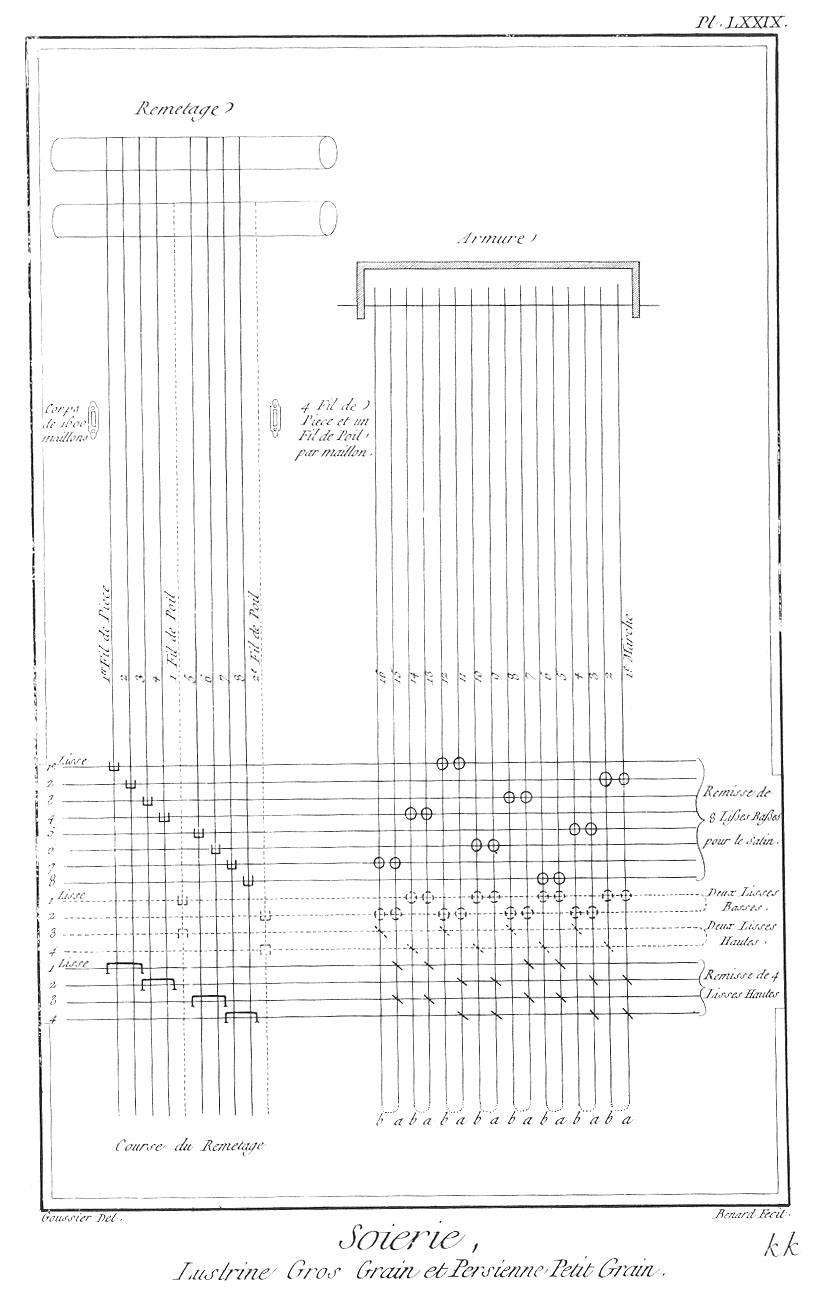 Pl. LXXIX.
Remetage
Armure
Corps
de 1600
maillons
4 Fil de
Piece et un
Fil de Poil
par maillon.
1er Fil de Piece
2
3
4
1 Fil de Poil
5
6
7
8
2e Fil de Poil
16
15
14
13
12
11
10
9
8
7
6
5
4
3
2
1e Marche
1e Lisse
2
3
4
5
6
7
8
Remisse de
8 Lisses Basses
pour le Satin.
1 Lisse
2
3
4
Deux Lisses
Basses.
Deux Lisses
Hautes.
1 Lisse
2
3
4
Remisse de 4
Lisses Hautes
b a b a b a b a b a b a b a b a
Course du Remetage
Goussier Del.
Benard Fecit.
Soierie,
kk
Lustrine Gros Grain et Persienne Petit Grain.